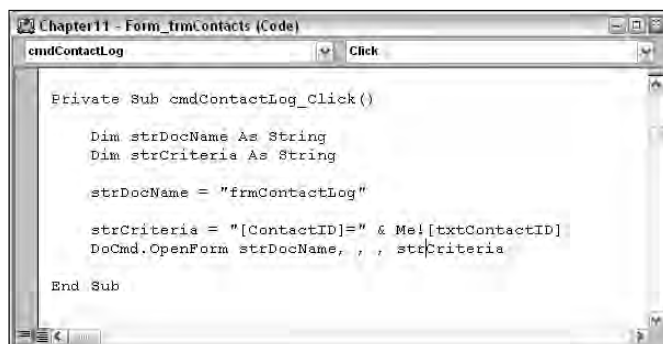 Chapter11 - Form_frmContacts (Code)
cmdContactLog Click
Private Sub cmdContactLog_Click()
Dim strDocName As String
Dim strCriteria As String
strDocName = "frmContactLog"
strCriteria = "[ContactID]=" & Me![txtContactID]
DoCmd.OpenForm strDocName, , , strCriteria
End Sub